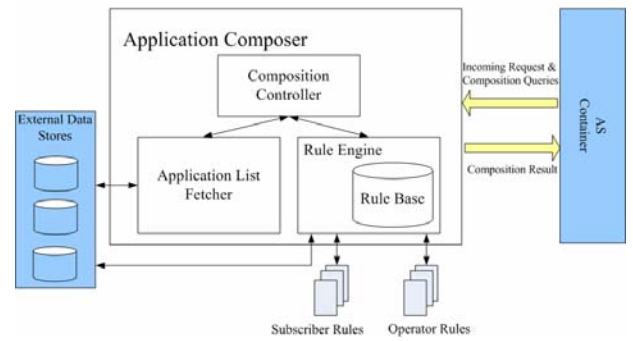 Application Composer
Composition
Controller
Incoming Request &
Composition Queries
AS
Container
External Data
Stores
Application List
Fetcher
Rule Engine
Rule Base
Composition Result
Subscriber Rules
Operator Rules